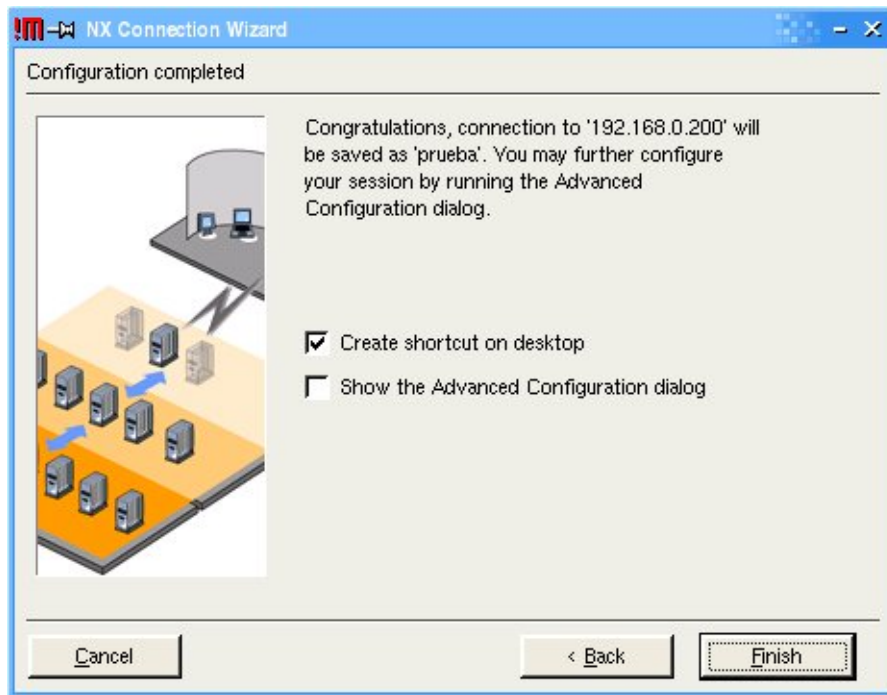 !M NX Connection Wizard
Configuration completed
Congratulations, connection to '192.168.0.200' will
be saved as 'prueba'. You may further configure
your session by running the Advanced
Configuration dialog.
Create shortcut on desktop
Show the Advanced Configuration dialog
Cancel
< Back
Finish